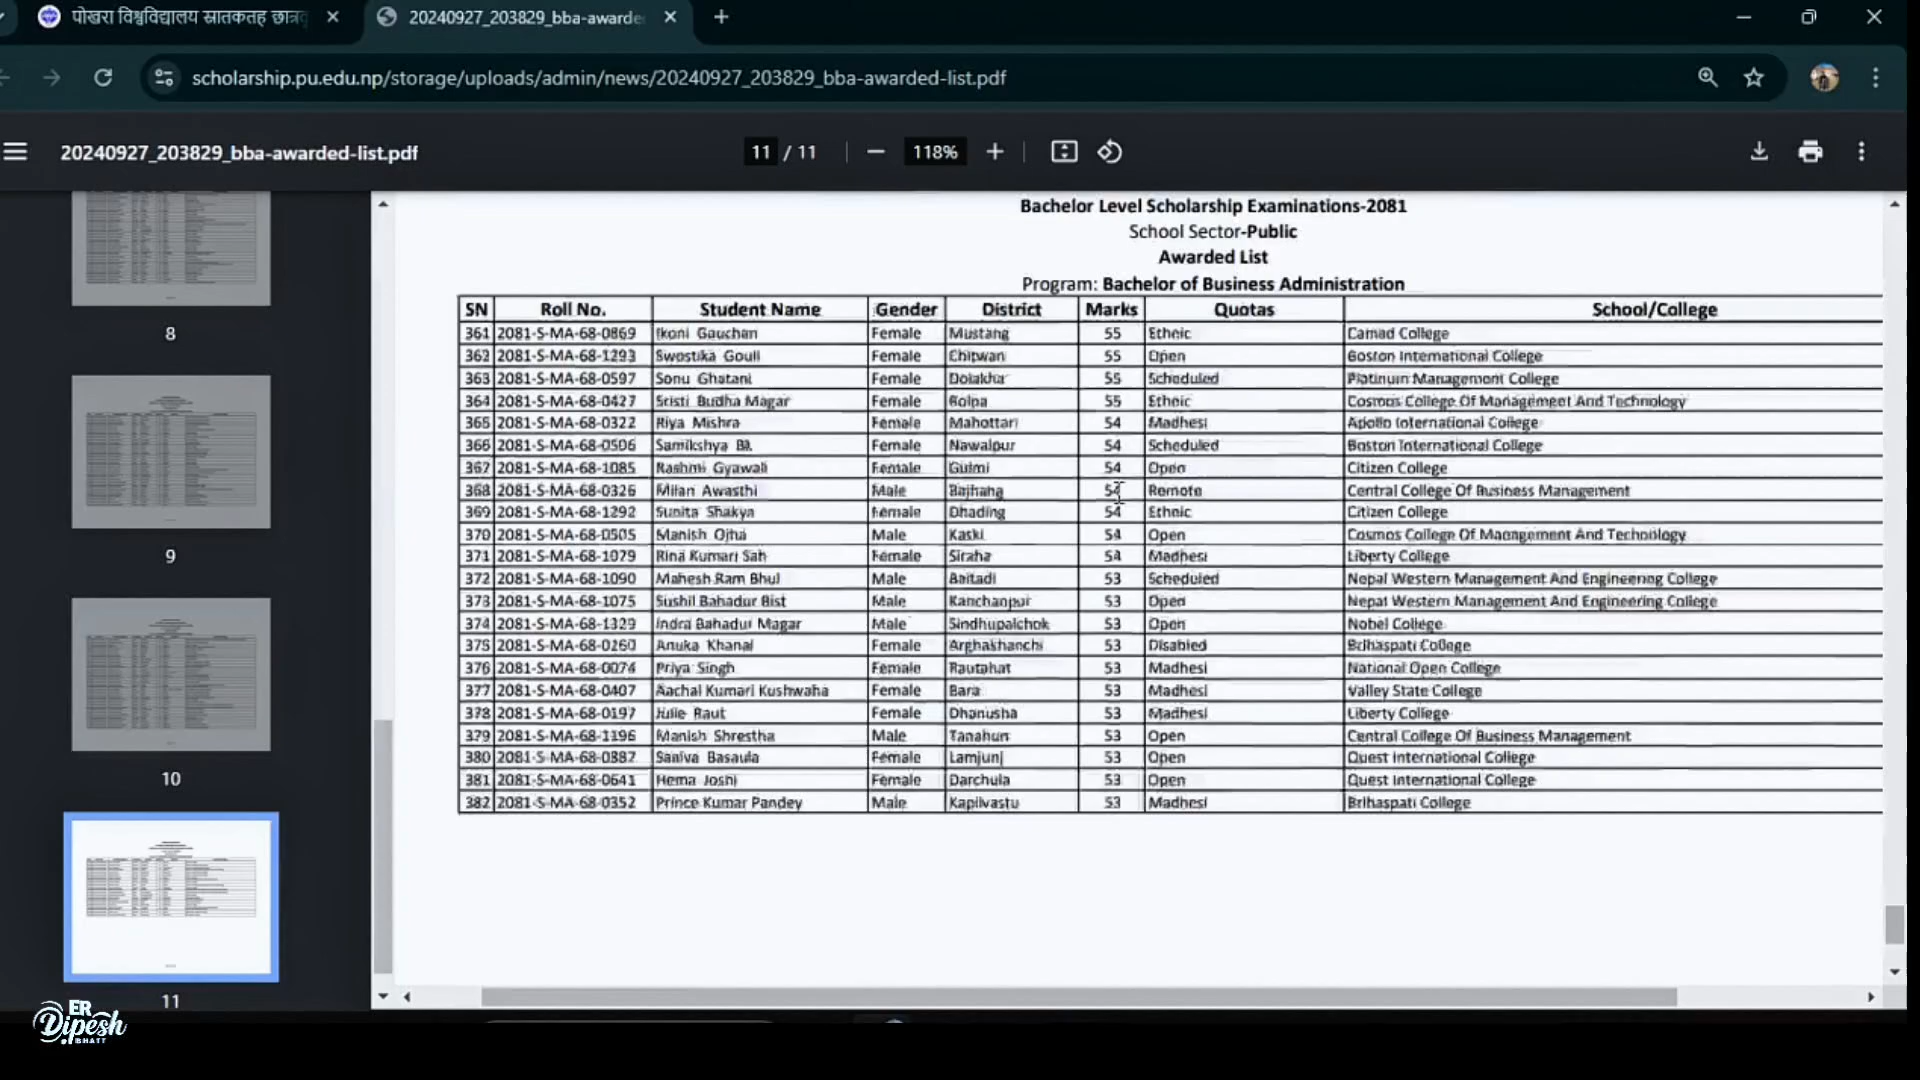 पोखरा विश्वविद्यालय स्नातकतह छात्रवृ
20240927_203829_bba-awarde
scholarship.pu.edu.np/storage/uploads/admin/news/20240927_203829_bba-awarded-list.pdf
20240927_203829_bba-awarded-list.pdf
11 / 11
118%
8
9
10
11
Bachelor Level Scholarship Examinations-2081
School Sector-Public
Awarded List
Program: Bachelor of Business Administration
SN Roll No. Student Name Gender District Marks Quotas School/College
361 2081-S-MA-68-0869 Ikoni Gauchan Female Mustang 55 Ethnic Camad College
362 2081-S-MA-68-1293 Swostika Gouli Female Chitwan 55 Open Boston International College
363 2081-S-MA-68-0597 Sonu Ghatani Female Dolakha 55 Scheduled Platinum Management College
364 2081-S-MA-68-0427 Sristi Budha Magar Female Rolpa 55 Ethnic Cosmos College Of Management And Technology
365 2081-S-MA-68-0322 Riya Mishra Female Mahottari 54 Madhesi Apollo International College
366 2081-S-MA-68-0506 Samikshya Bk. Female Nawalpur 54 Scheduled Boston International College
367 2081-S-MA-68-1085 Rashmi Gyawali Female Gulmi 54 Open Citizen College
368 2081-S-MA-68-0326 Milan Awasthi Male Bajhang 54 Remote Central College Of Business Management
369 2081-S-MA-68-1292 Sunita Shakya Female Dhading 54 Ethnic Citizen College
370 2081-S-MA-68-0505 Manish Ojha Male Kaski 54 Open Cosmos College Of Management And Technology
371 2081-S-MA-68-1079 Rina Kumari Sah Female Siraha 54 Madhesi Liberty College
372 2081-S-MA-68-1090 Mahesh Ram Bhul Male Baitadi 53 Scheduled Nepal Western Management And Engineering College
373 2081-S-MA-68-1075 Sushil Bahadur Bist Male Kanchanpur 53 Open Nepal Western Management And Engineering College
374 2081-S-MA-68-1329 Indra Bahadur Magar Male Sindhupalchok 53 Open Nobel College
375 2081-S-MA-68-0260 Anuka Khanal Female Arghakhanchi 53 Disabled Brihaspati College
376 2081-S-MA-68-0074 Priya Singh Female Rautahat 53 Madhesi National Open College
377 2081-S-MA-68-0407 Aachal Kumari Kushwaha Female Bara 53 Madhesi Valley State College
378 2081-S-MA-68-0197 Julie Raut Female Dhanusha 53 Madhesi Liberty College
379 2081-S-MA-68-1196 Manish Shrestha Male Tanahun 53 Open Central College Of Business Management
380 2081-S-MA-68-0887 Saniva Basaula Female Lamjunj 53 Open Quest International College
381 2081-S-MA-68-0641 Hema Joshi Female Darchula 53 Open Quest International College
382 2081-S-MA-68-0352 Prince Kumar Pandey Male Kapilvastu 53 Madhesi Brihaspati College
ER
Dipesh
BHATT